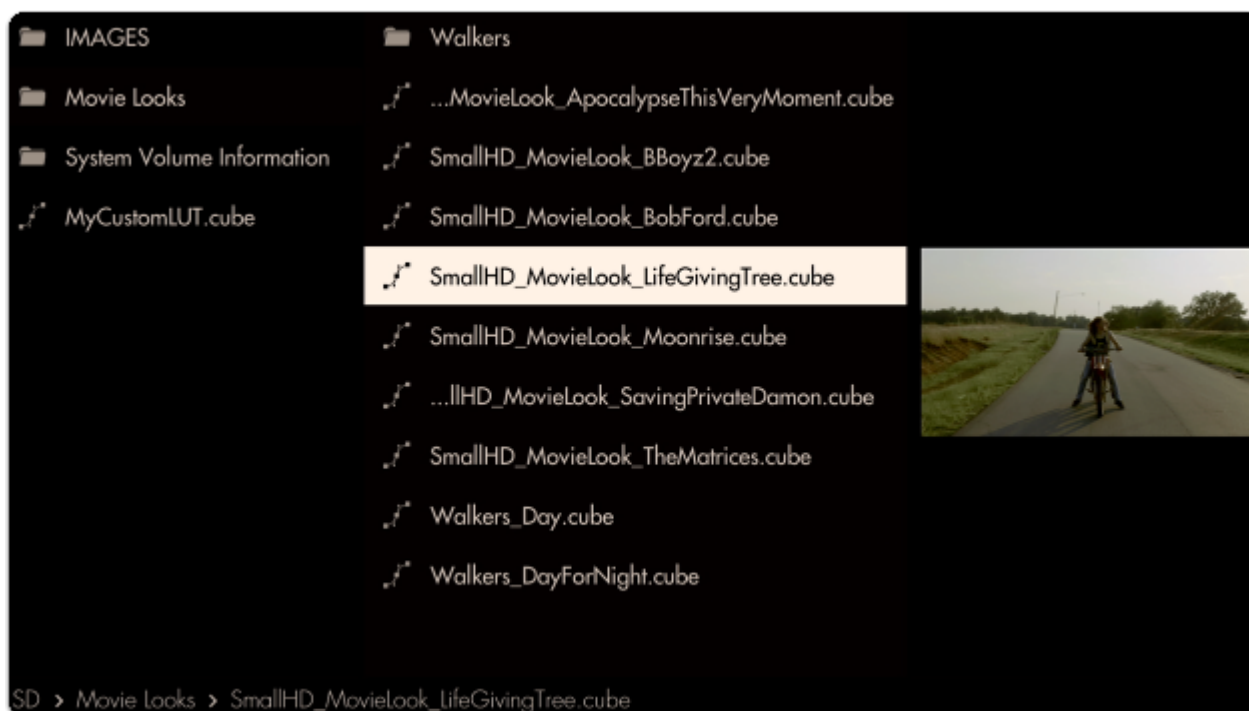 IMAGES
Movie Looks
System Volume Information
MyCustomLUT.cube
Walkers
...MovieLook_ApocalypseThisVeryMoment.cube
SmallHD_MovieLook_BBoyz2.cube
SmallHD_MovieLook_BobFord.cube
SmallHD_MovieLook_LifeGivingTree.cube
SmallHD_MovieLook_Moonrise.cube
...llHD_MovieLook_SavingPrivateDamon.cube
SmallHD_MovieLook_TheMatrices.cube
Walkers_Day.cube
Walkers_DayForNight.cube
SD > Movie Looks > SmallHD_MovieLook_LifeGivingTree.cube